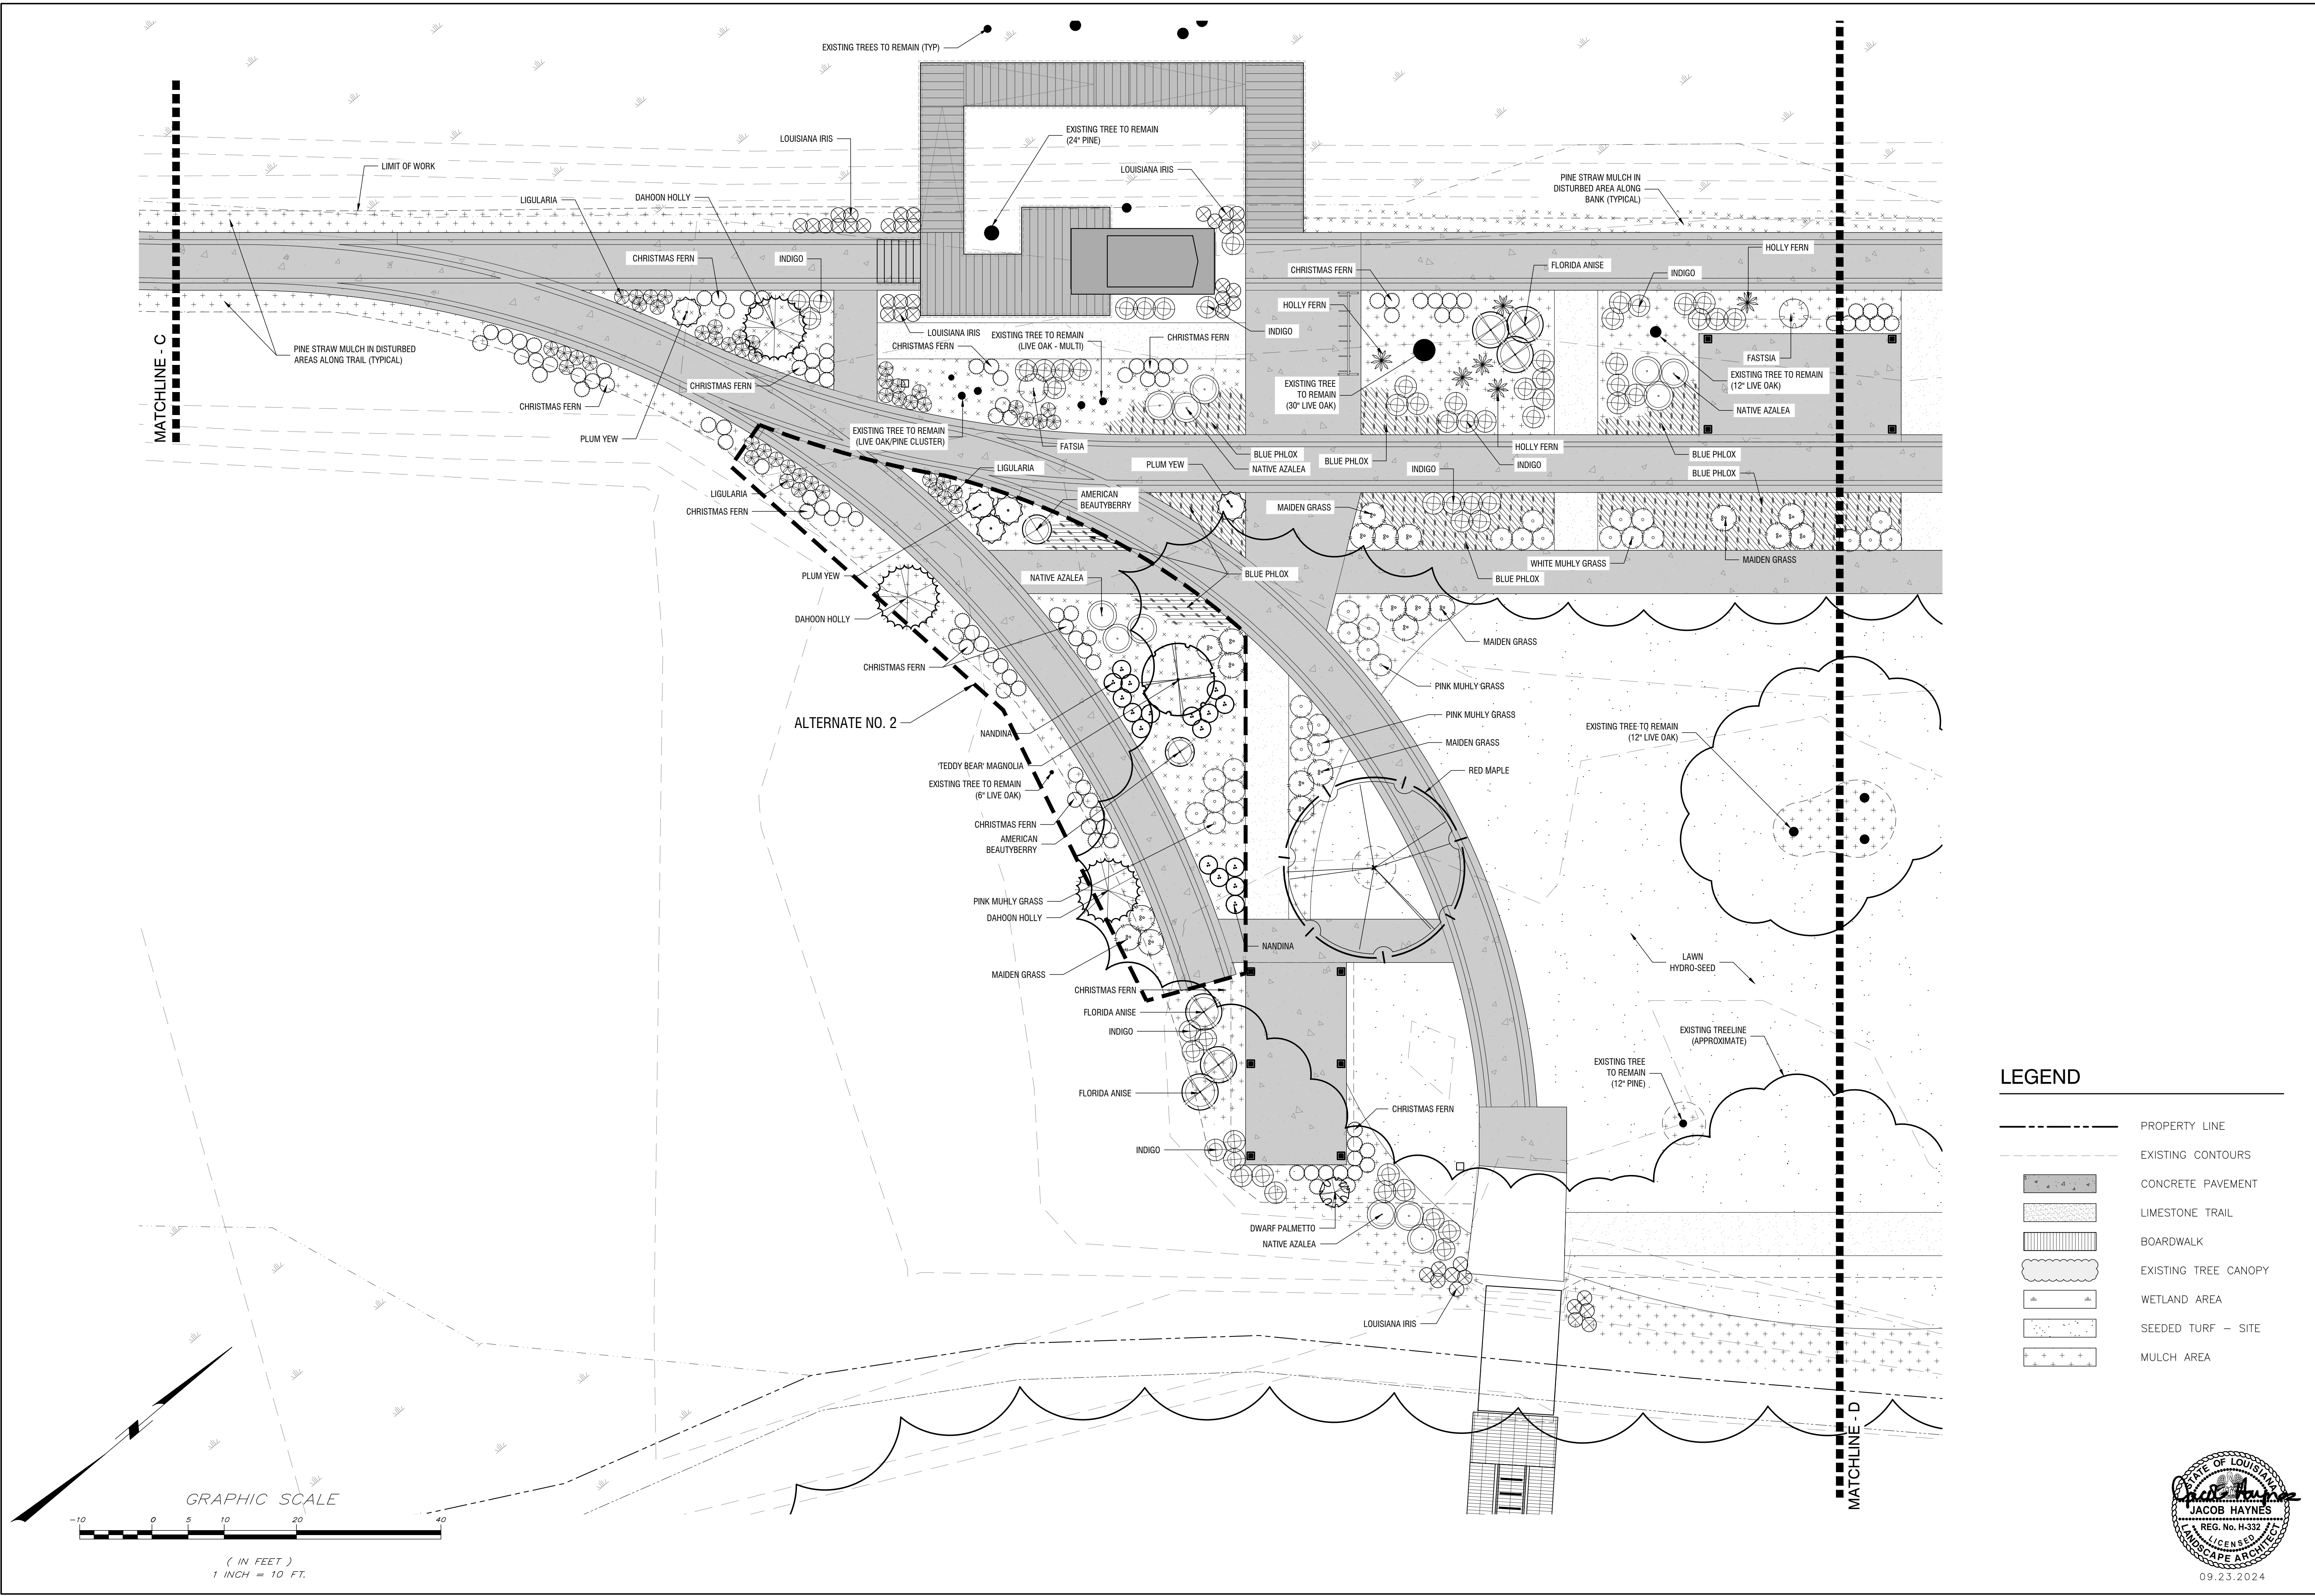 EXISTING TREES TO REMAIN (TYP)
LOUISIANA IRIS
EXISTING TREE TO REMAIN
(24" PINE)
LOUISIANA IRIS
LIMIT OF WORK
LIGULARIA
DAHOON HOLLY
PINE STRAW MULCH IN
DISTURBED AREA ALONG
BANK (TYPICAL)
CHRISTMAS FERN
INDIGO
CHRISTMAS FERN
FLORIDA ANISE
INDIGO
HOLLY FERN
HOLLY FERN
INDIGO
MATCHLINE - C
PINE STRAW MULCH IN DISTURBED
AREAS ALONG TRAIL (TYPICAL)
LOUISIANA IRIS
CHRISTMAS FERN
EXISTING TREE TO REMAIN
(LIVE OAK - MULTI)
CHRISTMAS FERN
FASTSIA
EXISTING TREE TO REMAIN
(12" LIVE OAK)
NATIVE AZALEA
CHRISTMAS FERN
EXISTING TREE
TO REMAIN
(30" LIVE OAK)
CHRISTMAS FERN
PLUM YEW
EXISTING TREE TO REMAIN
(LIVE OAK/PINE CLUSTER)
FATSIA
BLUE PHLOX
NATIVE AZALEA
BLUE PHLOX
HOLLY FERN
INDIGO
INDIGO
BLUE PHLOX
BLUE PHLOX
LIGULARIA
PLUM YEW
AMERICAN
BEAUTYBERRY
MAIDEN GRASS
LIGULARIA
CHRISTMAS FERN
PLUM YEW
NATIVE AZALEA
BLUE PHLOX
WHITE MUHLY GRASS
MAIDEN GRASS
BLUE PHLOX
DAHOON HOLLY
MAIDEN GRASS
CHRISTMAS FERN
PINK MUHLY GRASS
ALTERNATE NO. 2
NANDINA
PINK MUHLY GRASS
MAIDEN GRASS
RED MAPLE
EXISTING TREE TO REMAIN
(12" LIVE OAK)
'TEDDY BEAR' MAGNOLIA
EXISTING TREE TO REMAIN
(6" LIVE OAK)
CHRISTMAS FERN
AMERICAN
BEAUTYBERRY
PINK MUHLY GRASS
DAHOON HOLLY
NANDINA
MAIDEN GRASS
CHRISTMAS FERN
LAWN
HYDRO-SEED
FLORIDA ANISE
INDIGO
EXISTING TREELINE
(APPROXIMATE)
EXISTING TREE
TO REMAIN
(12" PINE)
FLORIDA ANISE
CHRISTMAS FERN
INDIGO
DWARF PALMETTO
NATIVE AZALEA
LOUISIANA IRIS
MATCHLINE - D
LEGEND
PROPERTY LINE
EXISTING CONTOURS
CONCRETE PAVEMENT
LIMESTONE TRAIL
BOARDWALK
EXISTING TREE CANOPY
WETLAND AREA
SEEDED TURF – SITE
MULCH AREA
GRAPHIC SCALE
-10 0 5 10 20 40
( IN FEET )
1 INCH = 10 FT.
STATE OF LOUISIANA
Jacob Haynes
JACOB HAYNES
REG. No. H-332
LICENSED
LANDSCAPE ARCHITECT
09.23.2024